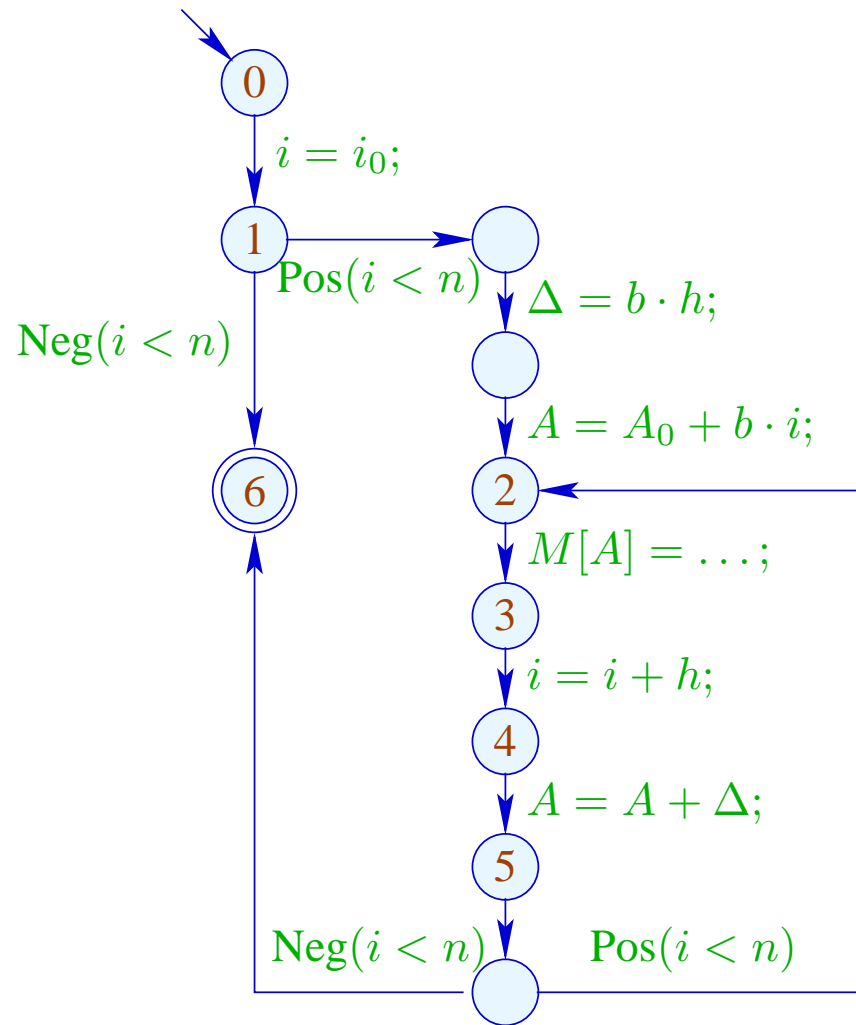 0
i = i₀;
1
Pos(i < n)
Δ = b · h;
Neg(i < n)
A = A₀ + b · i;
6
2
M[A] = …;
3
i = i + h;
4
A = A + Δ;
5
Neg(i < n) Pos(i < n)